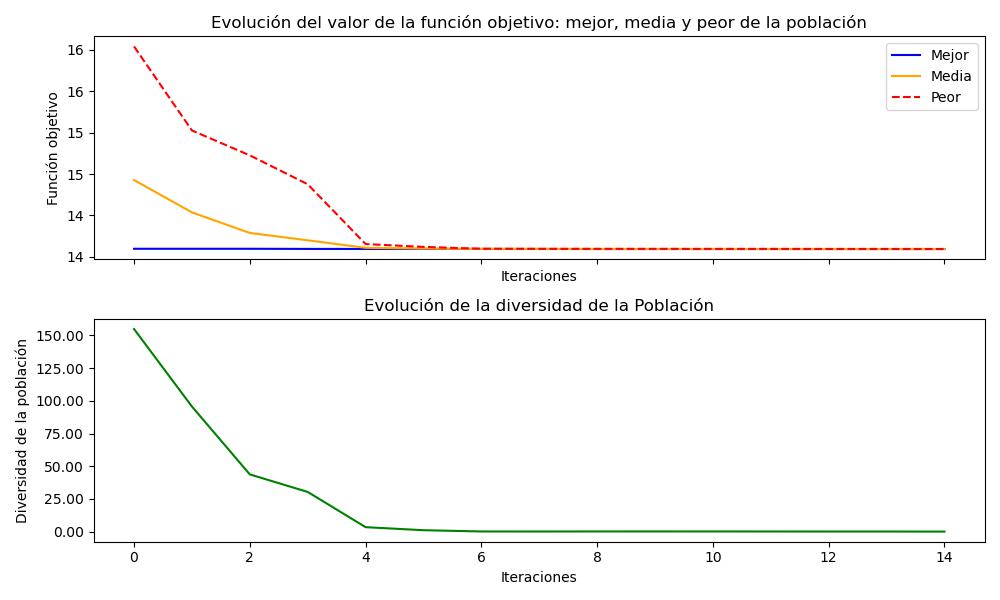 Evolución del valor de la función objetivo: mejor, media y peor de la población
Función objetivo
16
16
15
15
14
14
Mejor
Media
Peor
Iteraciones
Evolución de la diversidad de la Población
Diversidad de la población
150.00
125.00
100.00
75.00
50.00
25.00
0.00
0 2 4 6 8 10 12 14
Iteraciones